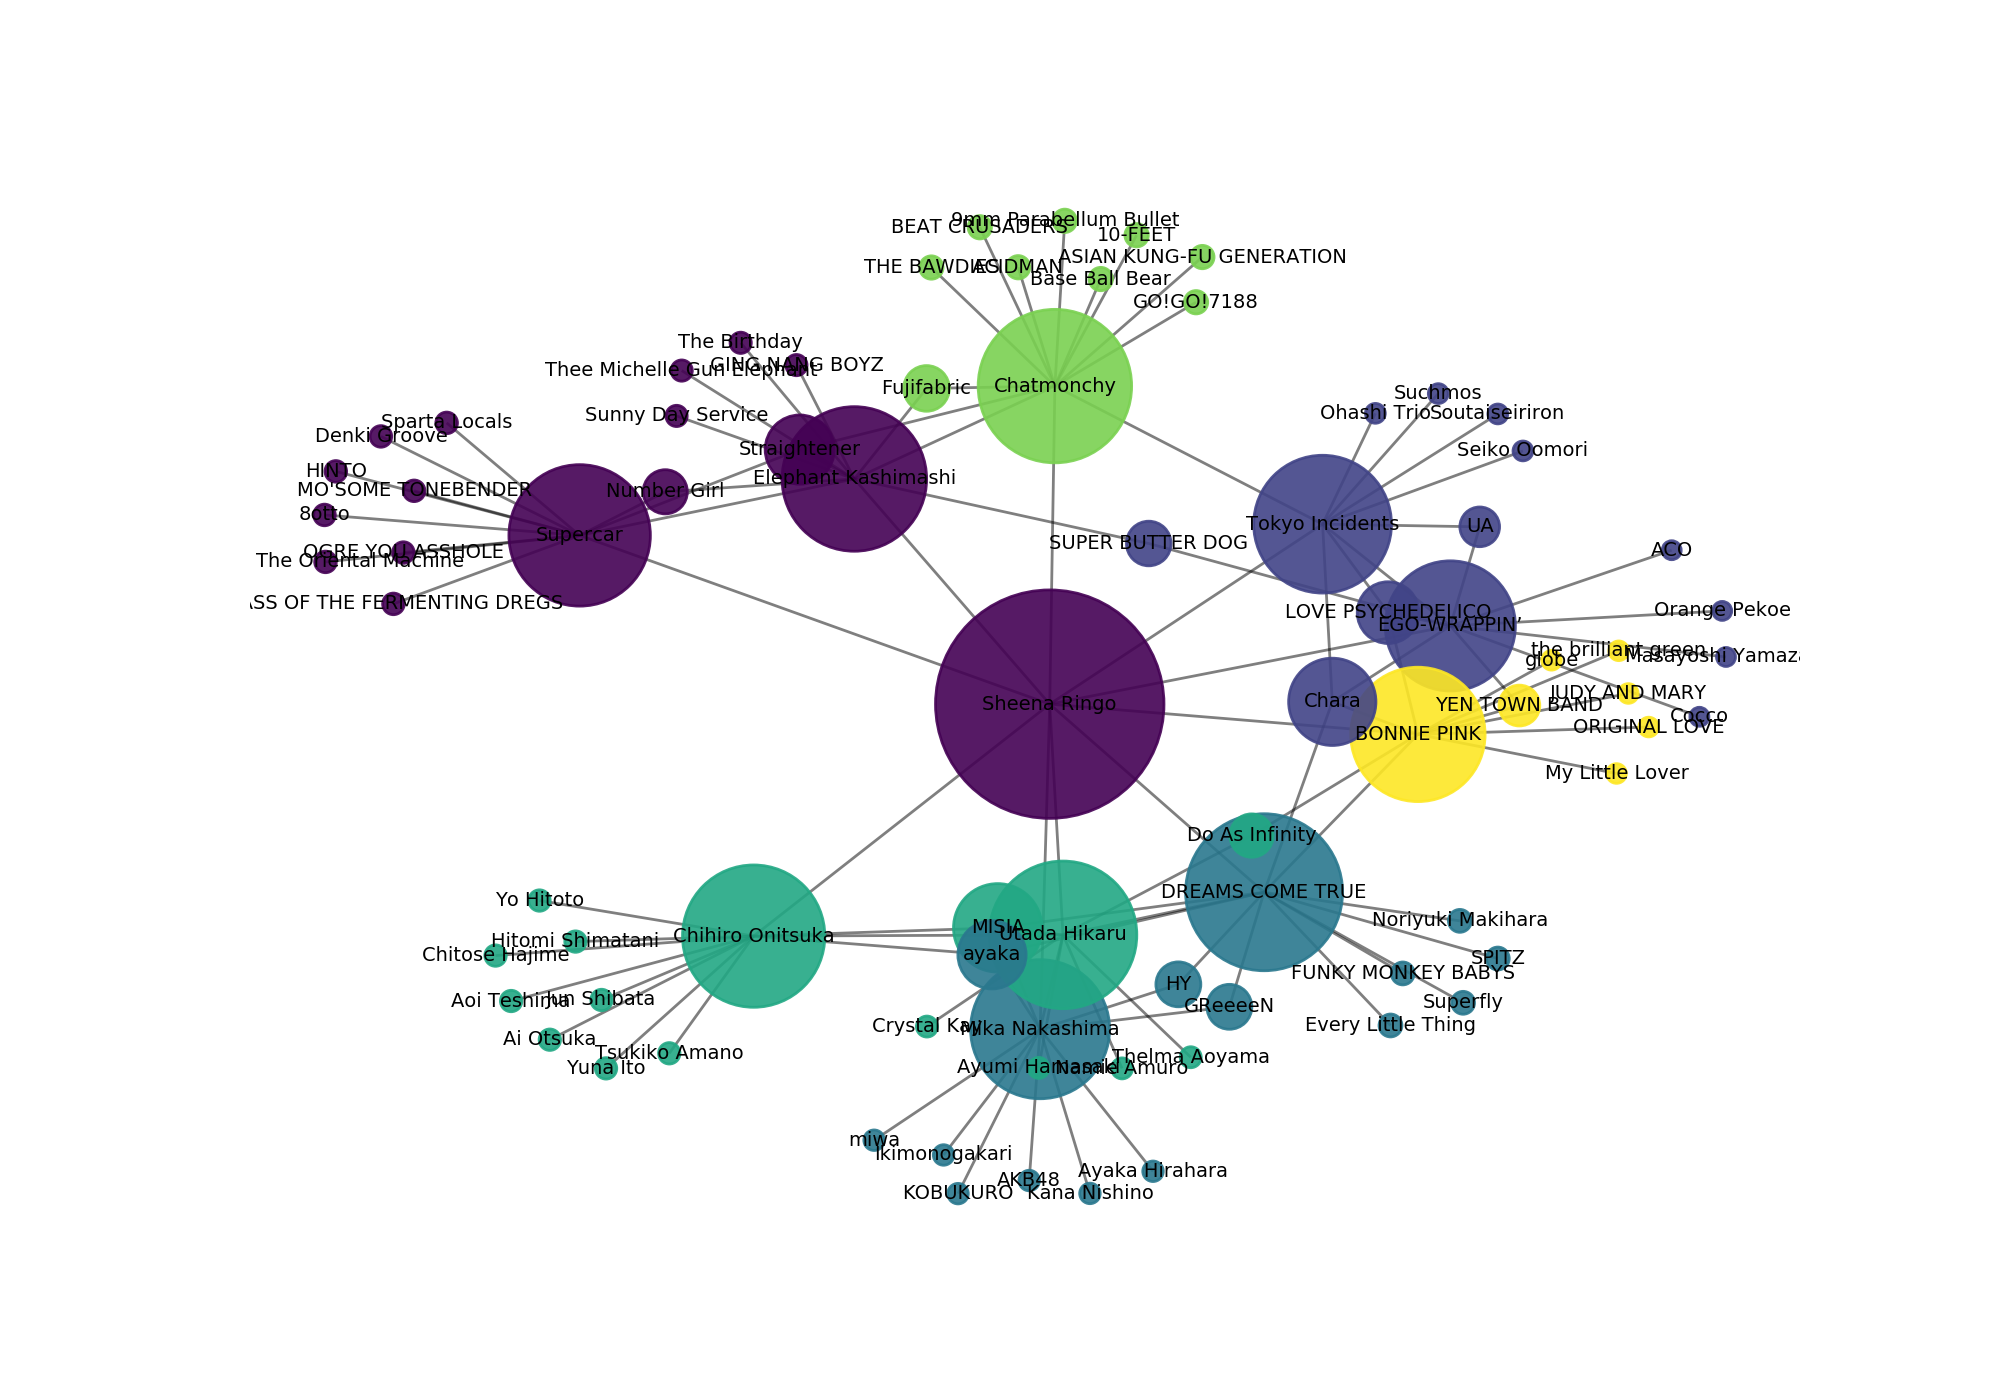 9mm Parabellum Bullet
BEAT CRUSADERS
10-FEET
ASIAN KUNG-FU GENERATION
THE BAWDIES
ACIDMAN
Base Ball Bear
GO!GO!7188
The Birthday
GING NANG BOYZ
Thee Michelle Gun Elephant
Fujifabric
Chatmonchy
Suchmos
Ohashi Trio
Soutaiseiriron
Sunny Day Service
Sparta Locals
Denki Groove
Straightener
Seiko Oomori
HINTO
Elephant Kashimashi
MO'SOME TONEBENDER
Number Girl
8otto
Tokyo Incidents
UA
Supercar
SUPER BUTTER DOG
ACO
OGRE YOU ASSHOLE
The Oriental Machine
ASS OF THE FERMENTING DREGS
LOVE PSYCHEDELICO
Orange Pekoe
EGO-WRAPPIN’
the brilliant green
Masayoshi Yamaza
globe
JUDY AND MARY
Sheena Ringo
Chara
YEN TOWN BAND
Cocco
ORIGINAL LOVE
BONNIE PINK
My Little Lover
Do As Infinity
DREAMS COME TRUE
Yo Hitoto
Noriyuki Makihara
MISIA
Utada Hikaru
Chihiro Onitsuka
Hitomi Shimatani
Chitose Hajime
ayaka
SPITZ
FUNKY MONKEY BABYS
HY
Aoi Teshima
Jun Shibata
Superfly
GReeeeN
Crystal Kay
Mika Nakashima
Every Little Thing
Ai Otsuka
Tsukiko Amano
Thelma Aoyama
Yuna Ito
Ayumi Hamasaki
Namie Amuro
miwa
Ikimonogakari
Ayaka Hirahara
AKB48
KOBUKURO
Kana Nishino